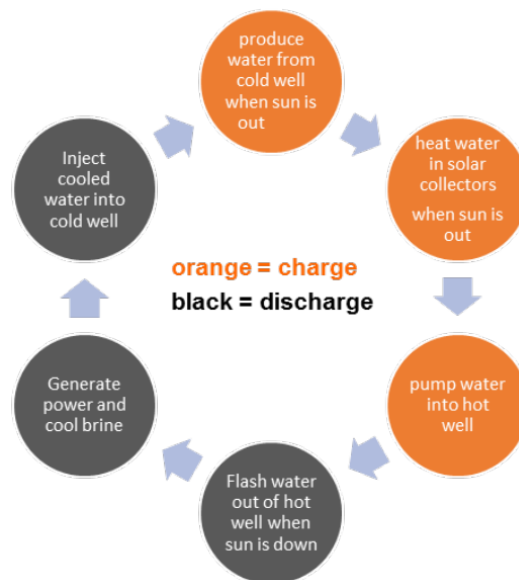 produce
water from
cold well
when sun is
out
heat water
in solar
collectors
when sun is
out
pump water
into hot
well
Flash water
out of hot
well when
sun is down
Generate
power and
cool brine
Inject
cooled
water into
cold well
orange = charge
black = discharge